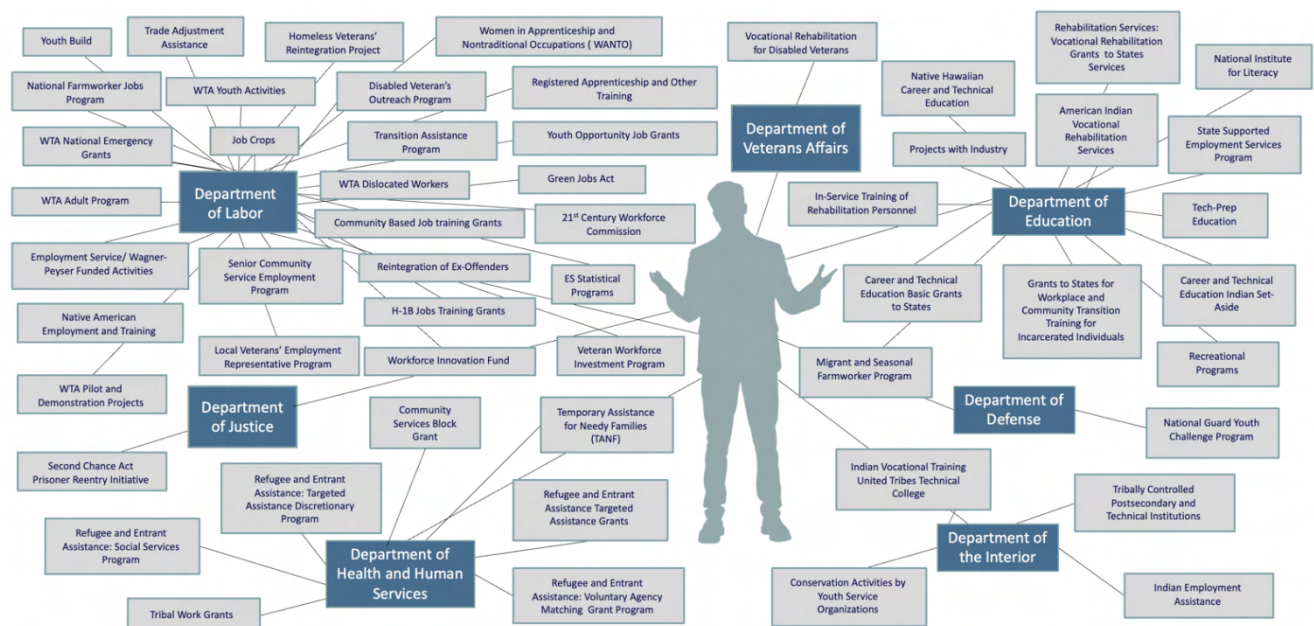 Youth Build
Trade Adjustment
Assistance
Homeless Veterans’
Reintegration Project
Women in Apprenticeship
and Nontraditional
Occupations ( WANTO)
Vocational Rehabilitation
for Disabled Veterans
Rehabilitation Services:
Vocational Rehabilitation
Grants to States
Services
National Institute
for Literacy
National Farmworker Jobs
Program
WTA Youth Activities
Disabled Veteran’s
Outreach Program
Registered Apprenticeship and Other
Training
Native Hawaiian
Career and Technical
Education
American Indian
Vocational
Rehabilitation
Services
State Supported
Employment Services
Program
WTA National Emergency
Grants
Job Crops
Transition Assistance
Program
Youth Opportunity Job Grants
Department of
Veterans Affairs
Projects with Industry
Department
of Labor
WTA Adult Program
WTA Dislocated Workers
Green Jobs Act
In-Service Training of
Rehabilitation Personnel
Department of
Education
Tech-Prep
Education
Community Based Job training Grants
21st Century Workforce
Commission
Employment Service/ Wagner-
Peyser Funded Activities
Senior Community
Service Employment
Program
Reintegration of Ex-Offenders
ES Statistical
Programs
Career and Technical
Education Basic Grants
to States
Grants to States for
Workplace and
Community Transition
Training for
Incarcerated Individuals
Career and Technical
Education Indian Set-
Aside
Native American
Employment and Training
H-1B Jobs Training Grants
Local Veterans’ Employment
Representative Program
Workforce Innovation Fund
Veteran Workforce
Investment Program
Migrant and Seasonal
Farmworker Program
Recreational
Programs
WTA Pilot and
Demonstration Projects
Department
of Justice
Community
Services Block
Grant
Temporary Assistance
for Needy Families
(TANF)
Department of
Defense
National Guard Youth
Challenge Program
Second Chance Act
Prisoner Reentry Initiative
Refugee and Entrant
Assistance: Targeted
Assistance Discretionary
Program
Refugee and Entrant
Assistance Targeted
Assistance Grants
Indian Vocational Training
United Tribes Technical
College
Tribally Controlled
Postsecondary and
Technical Institutions
Refugee and Entrant
Assistance: Social Services
Program
Department of
Health and Human
Services
Department of
the Interior
Tribal Work Grants
Refugee and Entrant
Assistance: Voluntary Agency
Matching Grant Program
Conservation Activities by
Youth Service
Organizations
Indian Employment
Assistance